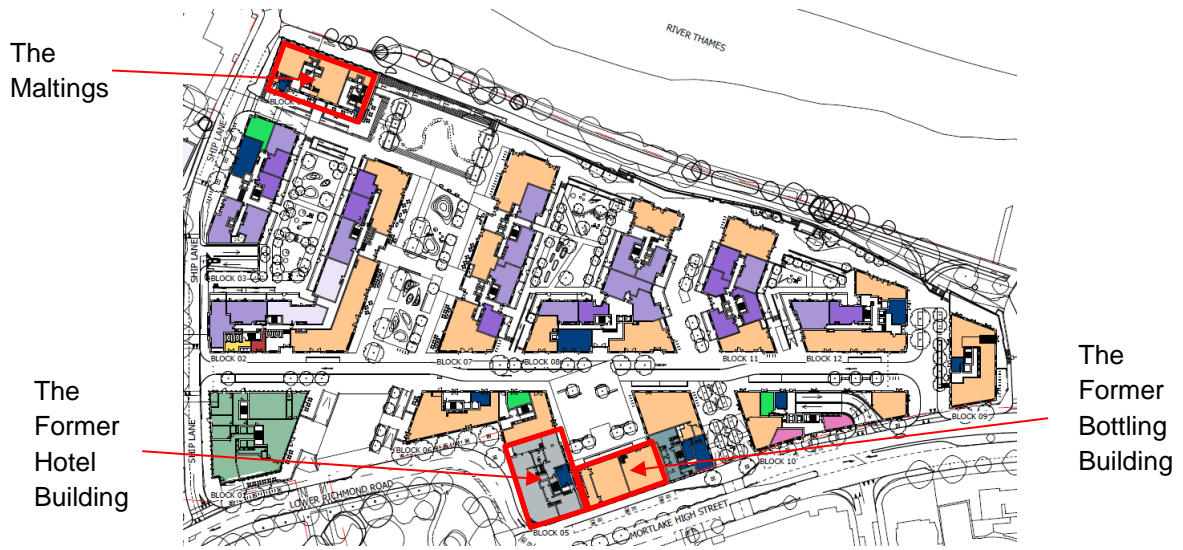 The
Maltings
RIVER THAMES
SHIP LANE
SHIP LANE
SHIP LANE
BLOCK 03
BLOCK 02
BLOCK 07
BLOCK 08
BLOCK 11
BLOCK 12
BLOCK 09
BLOCK 06
BLOCK 10
BLOCK 05
LOWER RICHMOND ROAD
MORTLAKE HIGH STREET
The
Former
Hotel
Building
The
Former
Bottling
Building